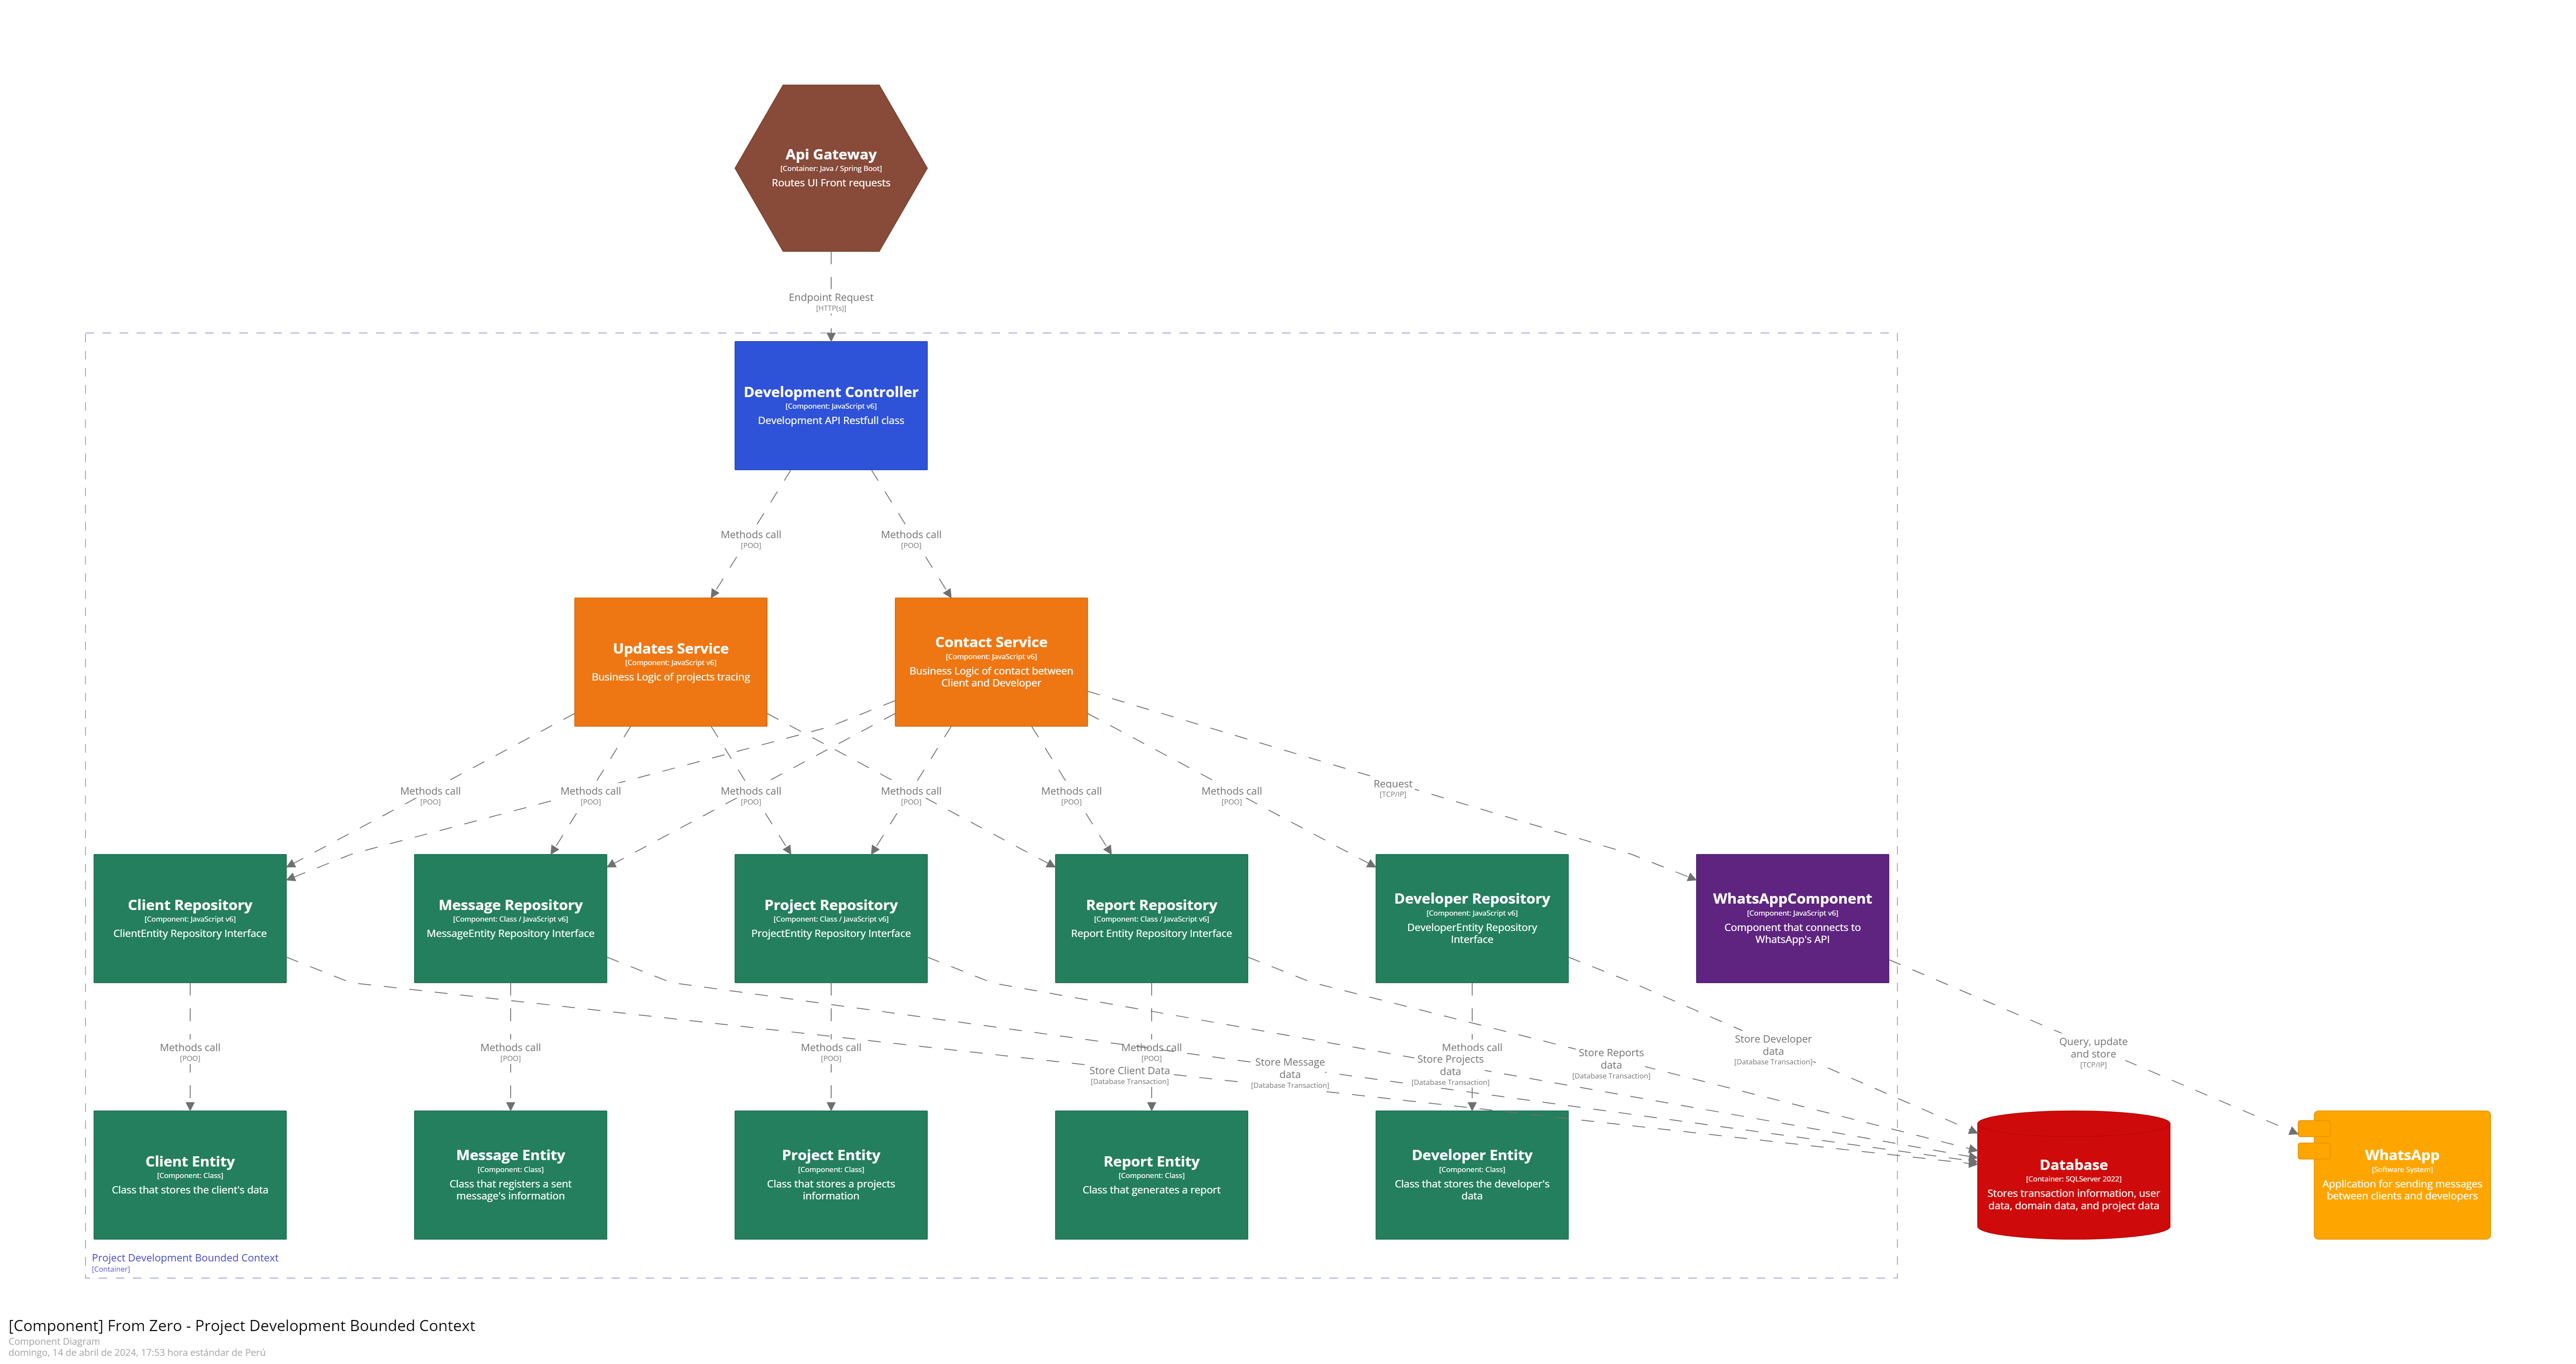 Api Gateway
[Container: Java / Spring Boot]
Routes UI Front requests
Endpoint Request
[HTTP(s)]
Development Controller
[Component: JavaScript v6]
Development API Restfull class
Methods call
[POO]
Methods call
[POO]
Updates Service
[Component: JavaScript v6]
Business Logic of projects tracing
Contact Service
[Component: JavaScript v6]
Business Logic of contact between
Client and Developer
Methods call
[POO]
Methods call
[POO]
Methods call
[POO]
Methods call
[POO]
Methods call
[POO]
Methods call
[POO]
Request
[TCP/IP]
Client Repository
[Component: JavaScript v6]
ClientEntity Repository Interface
Message Repository
[Component: Class / JavaScript v6]
MessageEntity Repository Interface
Project Repository
[Component: Class / JavaScript v6]
ProjectEntity Repository Interface
Report Repository
[Component: Class / JavaScript v6]
Report Entity Repository Interface
Developer Repository
[Component: JavaScript v6]
DeveloperEntity Repository
Interface
WhatsAppComponent
[Component: JavaScript v6]
Component that connects to
WhatsApp's API
Methods call
[POO]
Methods call
[POO]
Methods call
[POO]
Methods call
[POO]
Store Client Data
[Database Transaction]
Store Message
data
[Database Transaction]
Methods call
Store Projects
data
[Database Transaction]
Store Reports
data
[Database Transaction]
Store Developer
data
[Database Transaction]
Query, update
and store
[TCP/IP]
Client Entity
[Component: Class]
Class that stores the client's data
Message Entity
[Component: Class]
Class that registers a sent
message's information
Project Entity
[Component: Class]
Class that stores a projects
information
Report Entity
[Component: Class]
Class that generates a report
Developer Entity
[Component: Class]
Class that stores the developer's
data
Database
[Container: SQLServer 2022]
Stores transaction information, user
data, domain data, and project data
WhatsApp
[Software System]
Application for sending messages
between clients and developers
Project Development Bounded Context
[Container]
[Component] From Zero - Project Development Bounded Context
Component Diagram
domingo, 14 de abril de 2024, 17:53 hora estándar de Perú